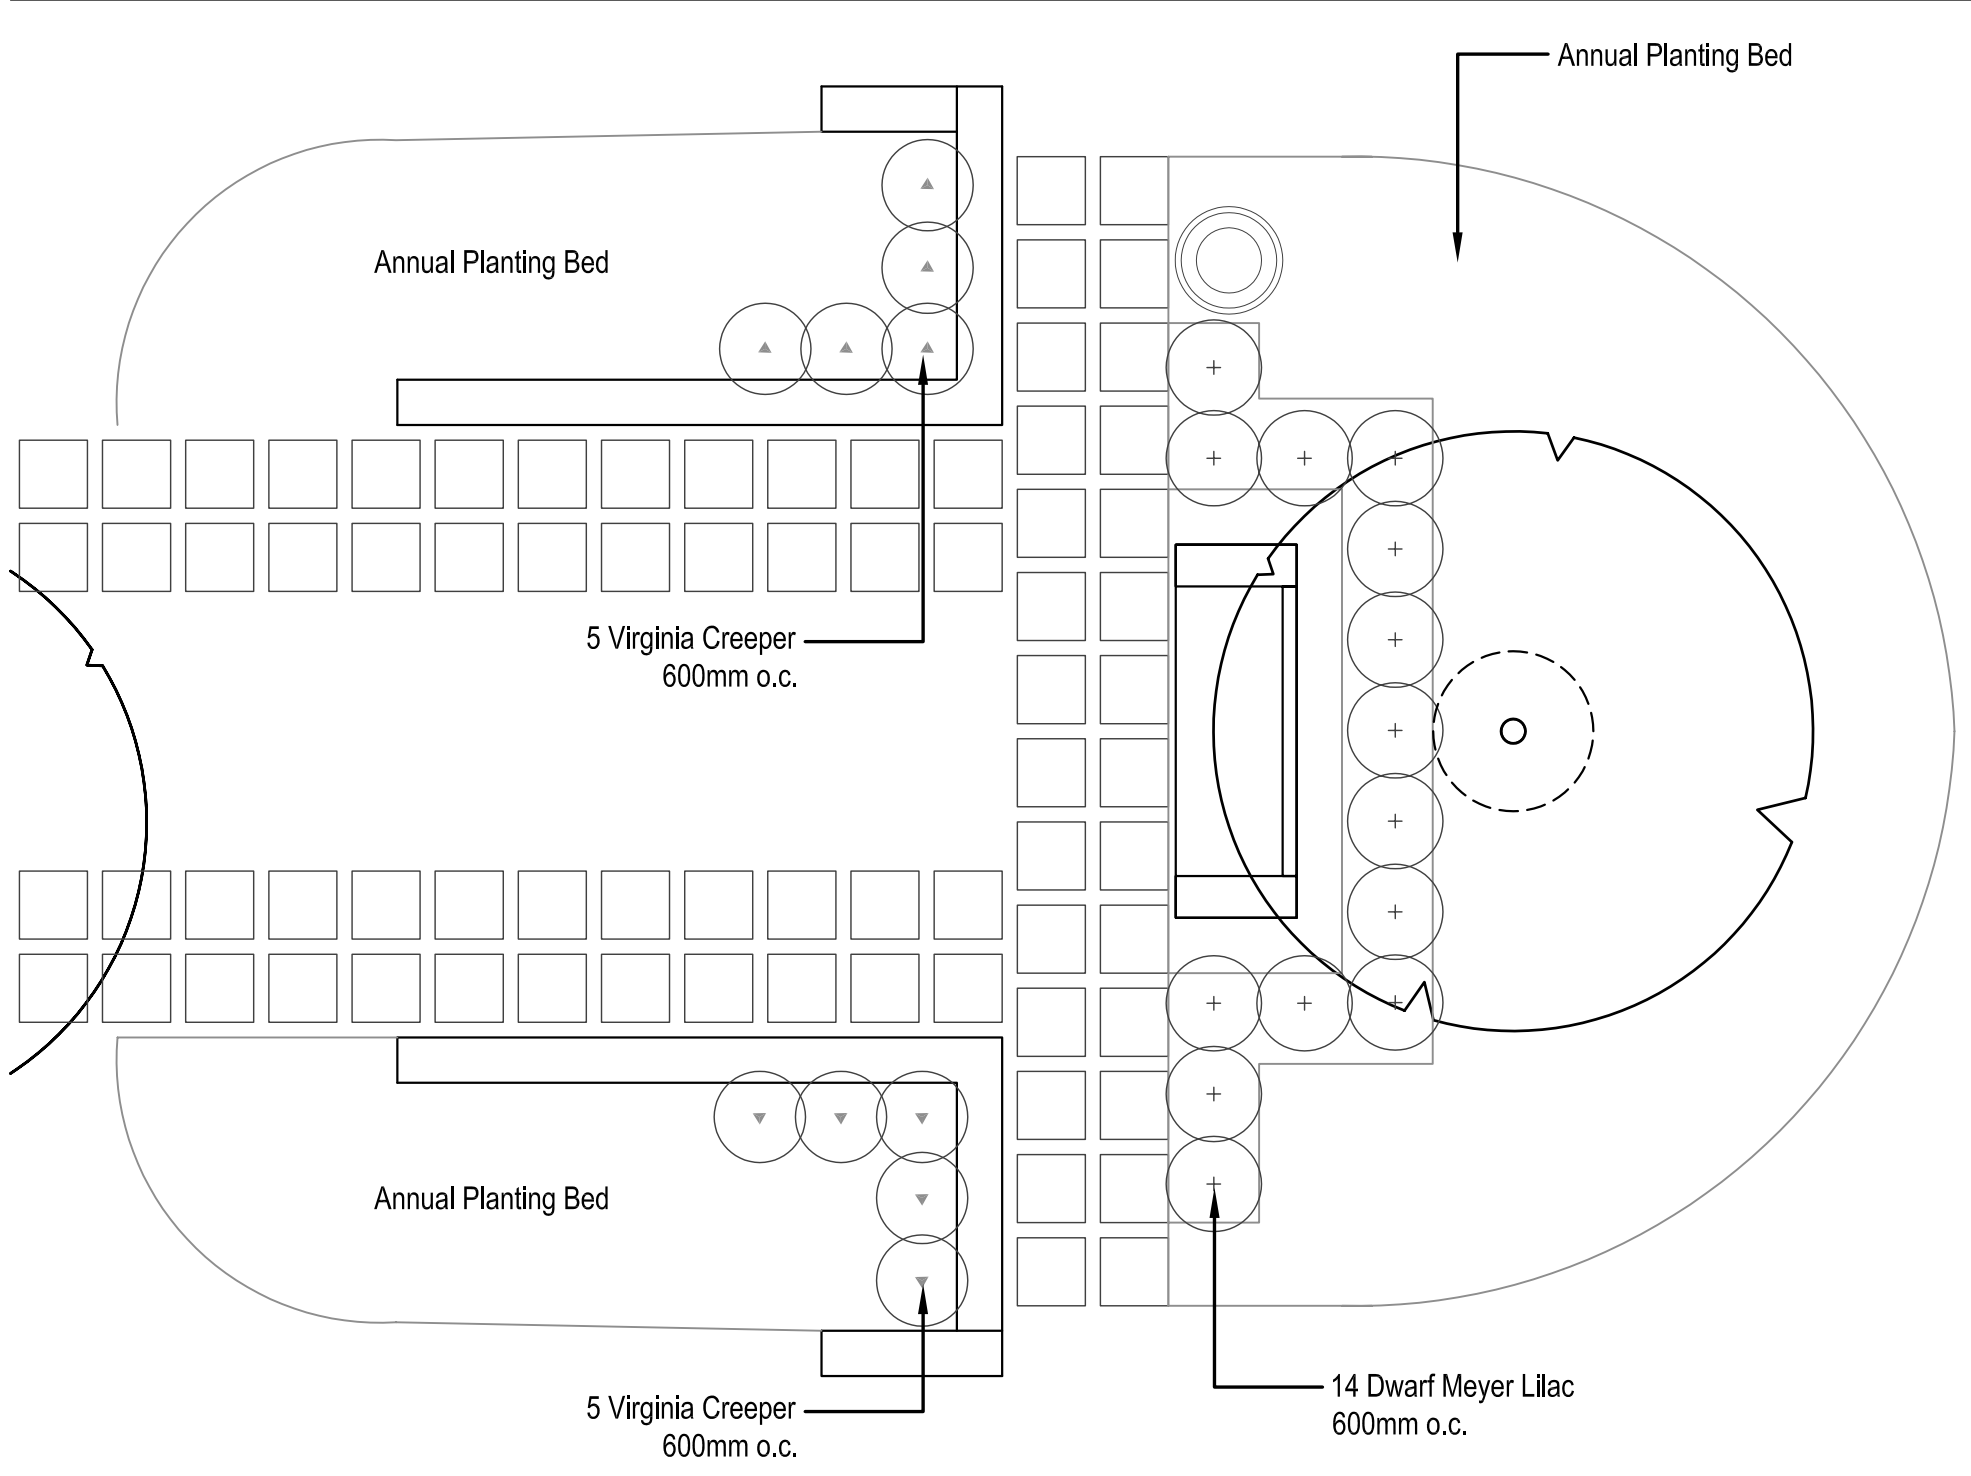 Annual Planting Bed
Annual Planting Bed
5 Virginia Creeper
600mm o.c.
Annual Planting Bed
14 Dwarf Meyer Lilac
600mm o.c.
5 Virginia Creeper
600mm o.c.